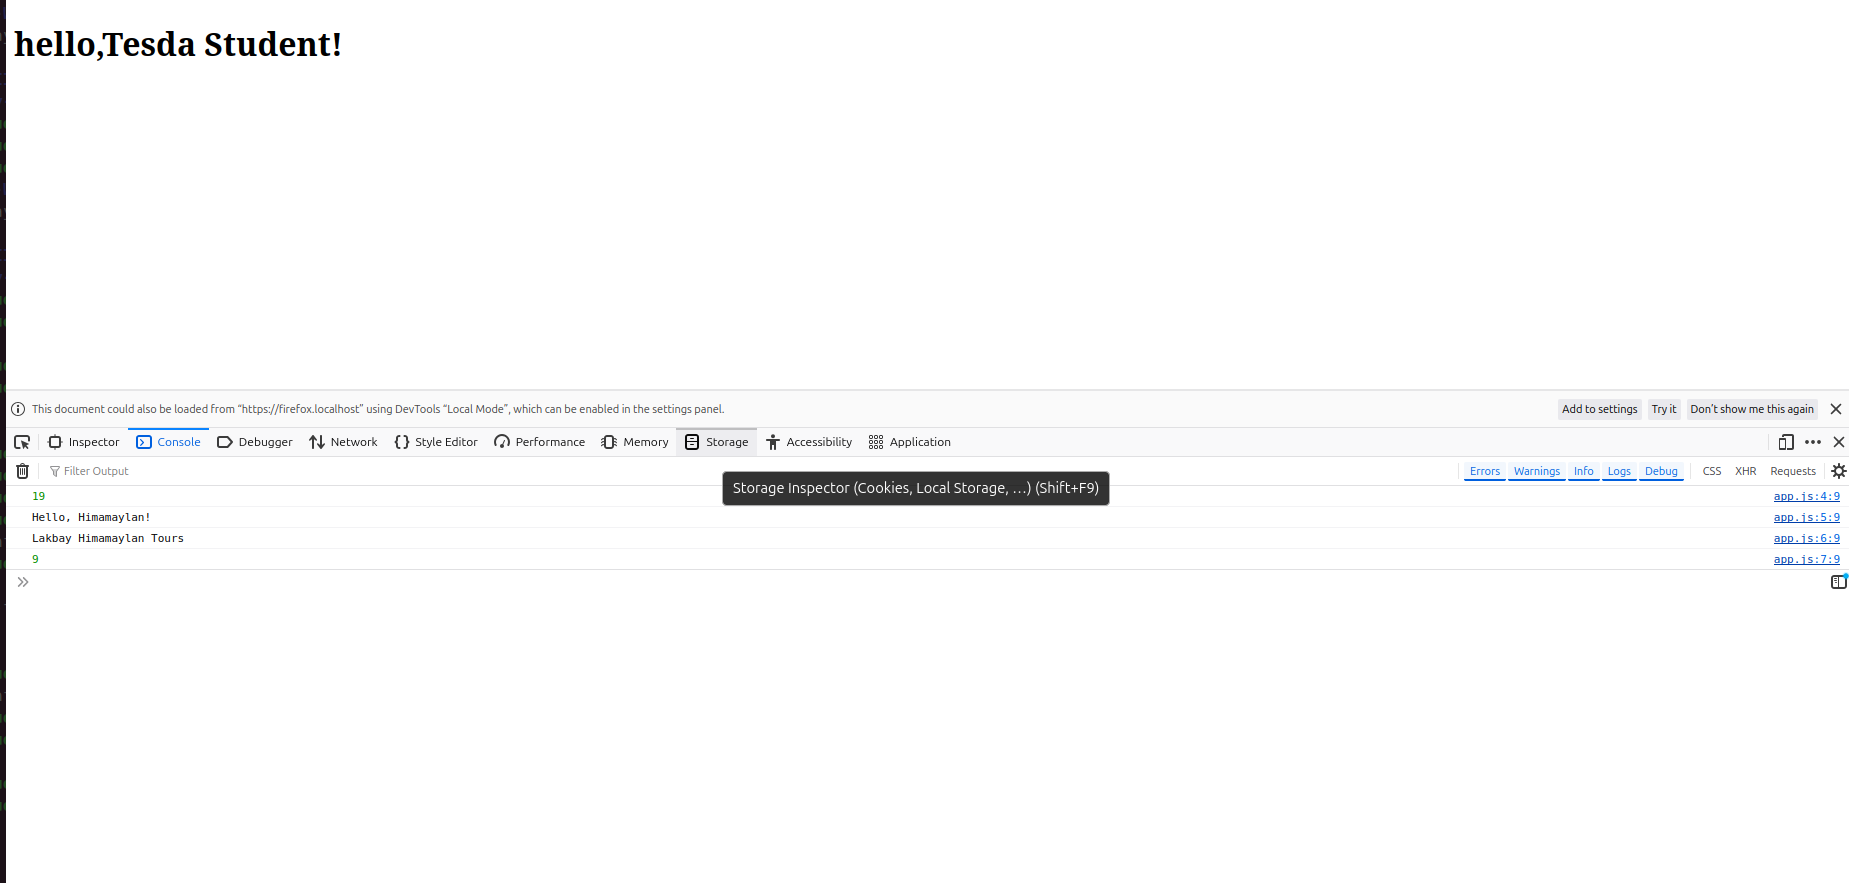 hello,Tesda Student!
This document could also be loaded from “https://firefox.localhost” using DevTools “Local Mode”, which can be enabled in the settings panel. Add to settings Try it Don't show me this again
Inspector Console Debugger Network Style Editor Performance Memory Storage Accessibility Application
Filter Output Errors Warnings Info Logs Debug CSS XHR Requests
Storage Inspector (Cookies, Local Storage, …) (Shift+F9)
19 app.js:4:9
Hello, Himamaylan! app.js:5:9
Lakbay Himamaylan Tours app.js:6:9
9 app.js:7:9